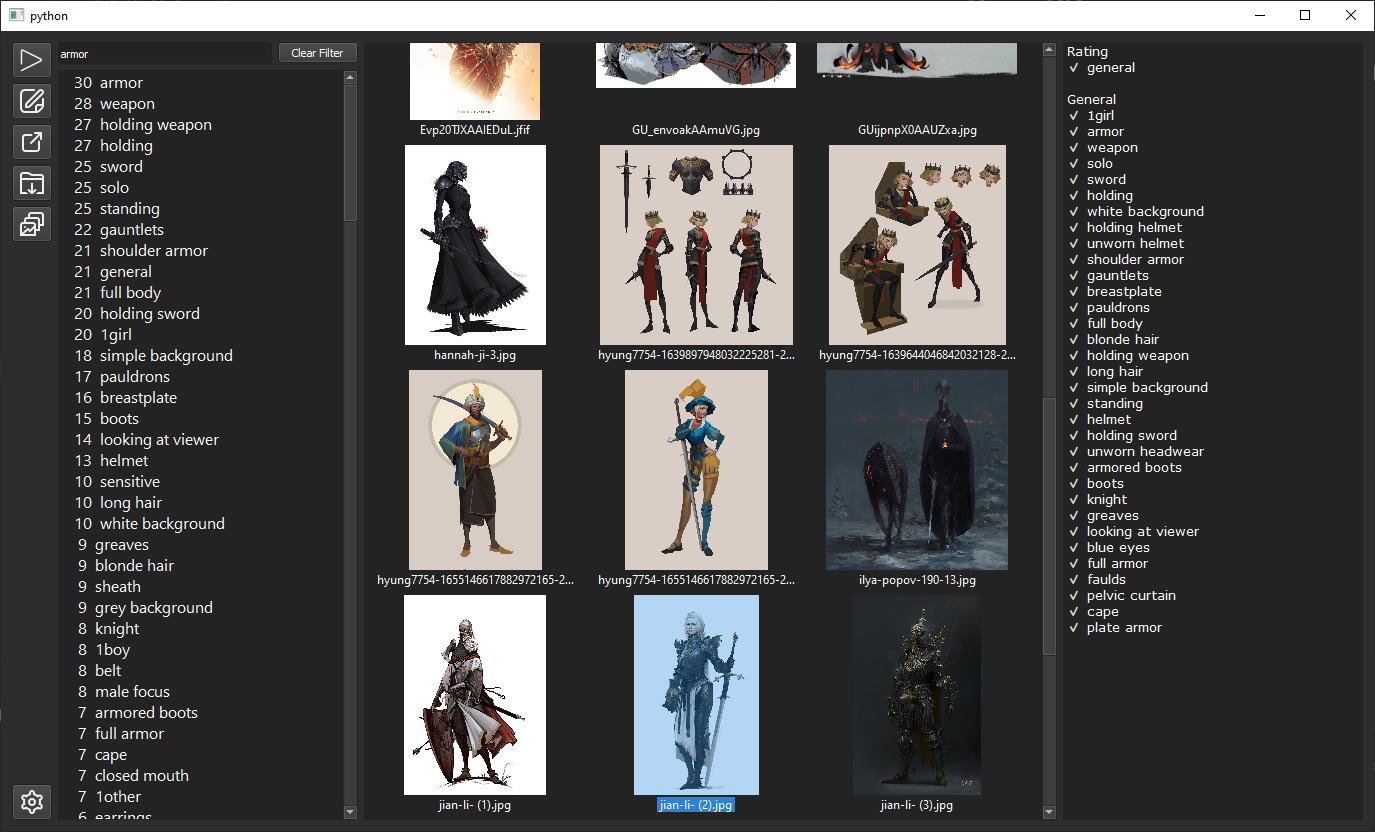 python
armor
Clear Filter
30 armor
28 weapon
27 holding weapon
27 holding
25 sword
25 solo
25 standing
22 gauntlets
21 shoulder armor
21 general
21 full body
20 holding sword
20 1girl
18 simple background
17 pauldrons
16 breastplate
15 boots
14 looking at viewer
13 helmet
10 sensitive
10 long hair
10 white background
9 greaves
9 blonde hair
9 sheath
9 grey background
8 knight
8 1boy
8 belt
8 male focus
7 armored boots
7 full armor
7 cape
7 closed mouth
7 1other
6 earrings
Evp20TJXAAIEDuL.jfif
GU_envoakAAmuVG.jpg
GUijpnpX0AAUZxa.jpg
hannah-ji-3.jpg
hyung7754-1639897948032225281-2...
hyung7754-1639644046842032128-2...
hyung7754-1655146617882972165-2...
hyung7754-1655146617882972165-2...
ilya-popov-190-13.jpg
jian-li- (1).jpg
jian-li- (2).jpg
jian-li- (3).jpg
Rating
✓ general
General
✓ 1girl
✓ armor
✓ weapon
✓ solo
✓ sword
✓ holding
✓ white background
✓ holding helmet
✓ unworn helmet
✓ shoulder armor
✓ gauntlets
✓ breastplate
✓ pauldrons
✓ full body
✓ blonde hair
✓ holding weapon
✓ long hair
✓ simple background
✓ standing
✓ helmet
✓ holding sword
✓ unworn headwear
✓ armored boots
✓ boots
✓ knight
✓ greaves
✓ looking at viewer
✓ blue eyes
✓ full armor
✓ faulds
✓ pelvic curtain
✓ cape
✓ plate armor